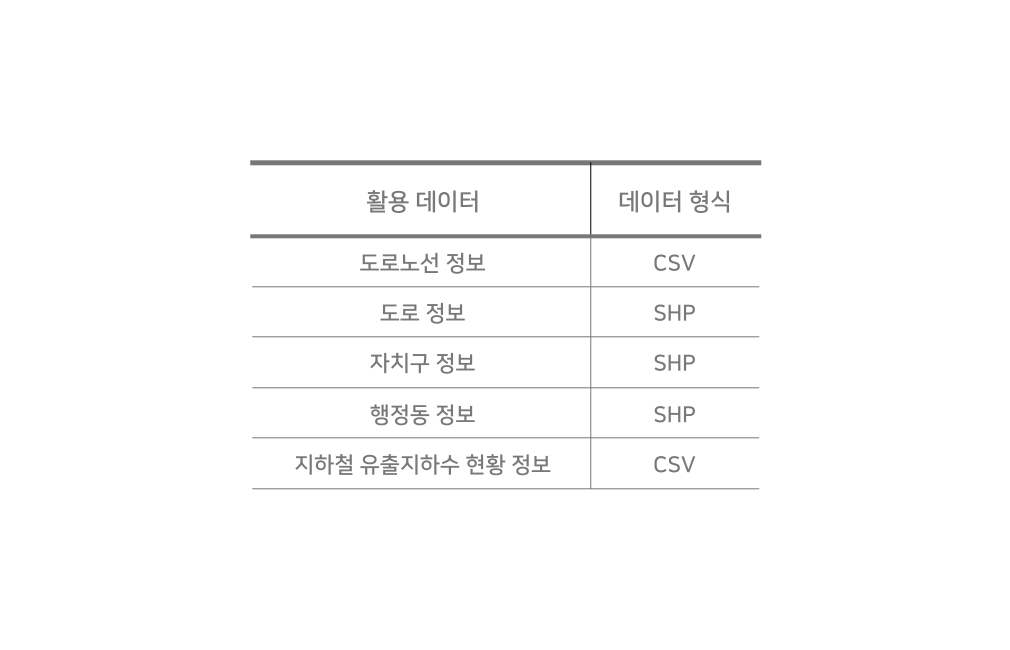 활용 데이터 데이터 형식
도로노선 정보 CSV
도로 정보 SHP
자치구 정보 SHP
행정동 정보 SHP
지하철 유출지하수 현황 정보 CSV